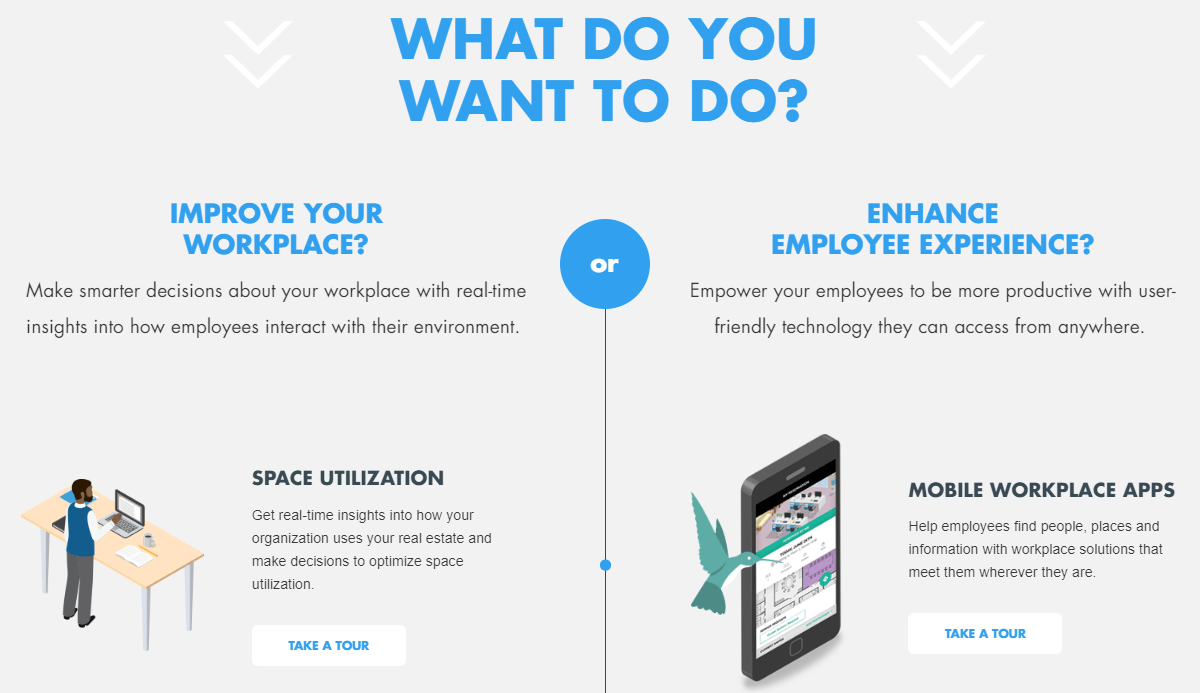 WHAT DO YOU
WANT TO DO?
IMPROVE YOUR
WORKPLACE?
Make smarter decisions about your workplace with real-time
insights into how employees interact with their environment.
or
ENHANCE
EMPLOYEE EXPERIENCE?
Empower your employees to be more productive with user-
friendly technology they can access from anywhere.
SPACE UTILIZATION
Get real-time insights into how your
organization uses your real estate and
make decisions to optimize space
utilization.
TAKE A TOUR
MOBILE WORKPLACE APPS
Help employees find people, places and
information with workplace solutions that
meet them wherever they are.
TAKE A TOUR